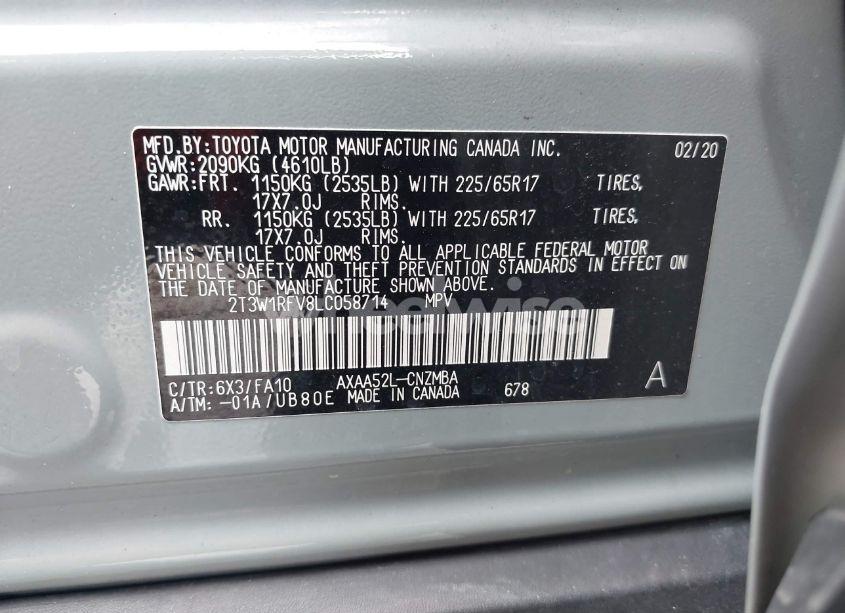 MFD.BY:TOYOTA MOTOR MANUFACTURING CANADA INC. 02/20
GVWR:2090KG (4610LB)
GAWR:FRT. 1150KG (2535LB) WITH 225/65R17 TIRES,
17X7.0J RIMS.
RR. 1150KG (2535LB) WITH 225/65R17 TIRES,
17X7.0J RIMS.
THIS VEHICLE CONFORMS TO ALL APPLICABLE FEDERAL MOTOR
VEHICLE SAFETY AND THEFT PREVENTION STANDARDS IN EFFECT ON
THE DATE OF MANUFACTURE SHOWN ABOVE.
2T3W1RFV8LC058714 MPV
wheelwise
C/TR:6X3/FA10 AXAA52L-CNZMBA A
A/TM:-01A/UB80E MADE IN CANADA 678